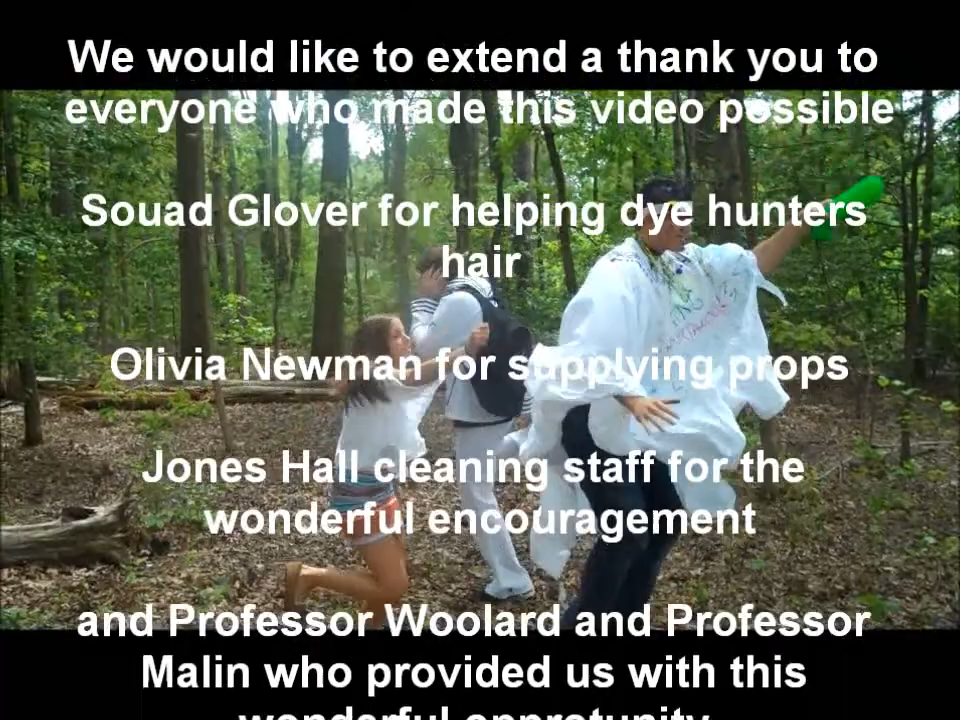 We would like to extend a thank you to
everyone who made this video possible
Souad Glover for helping dye hunters
hair
Olivia Newman for supplying props
Jones Hall cleaning staff for the
wonderful encouragement
and Professor Woolard and Professor
Malin who provided us with this